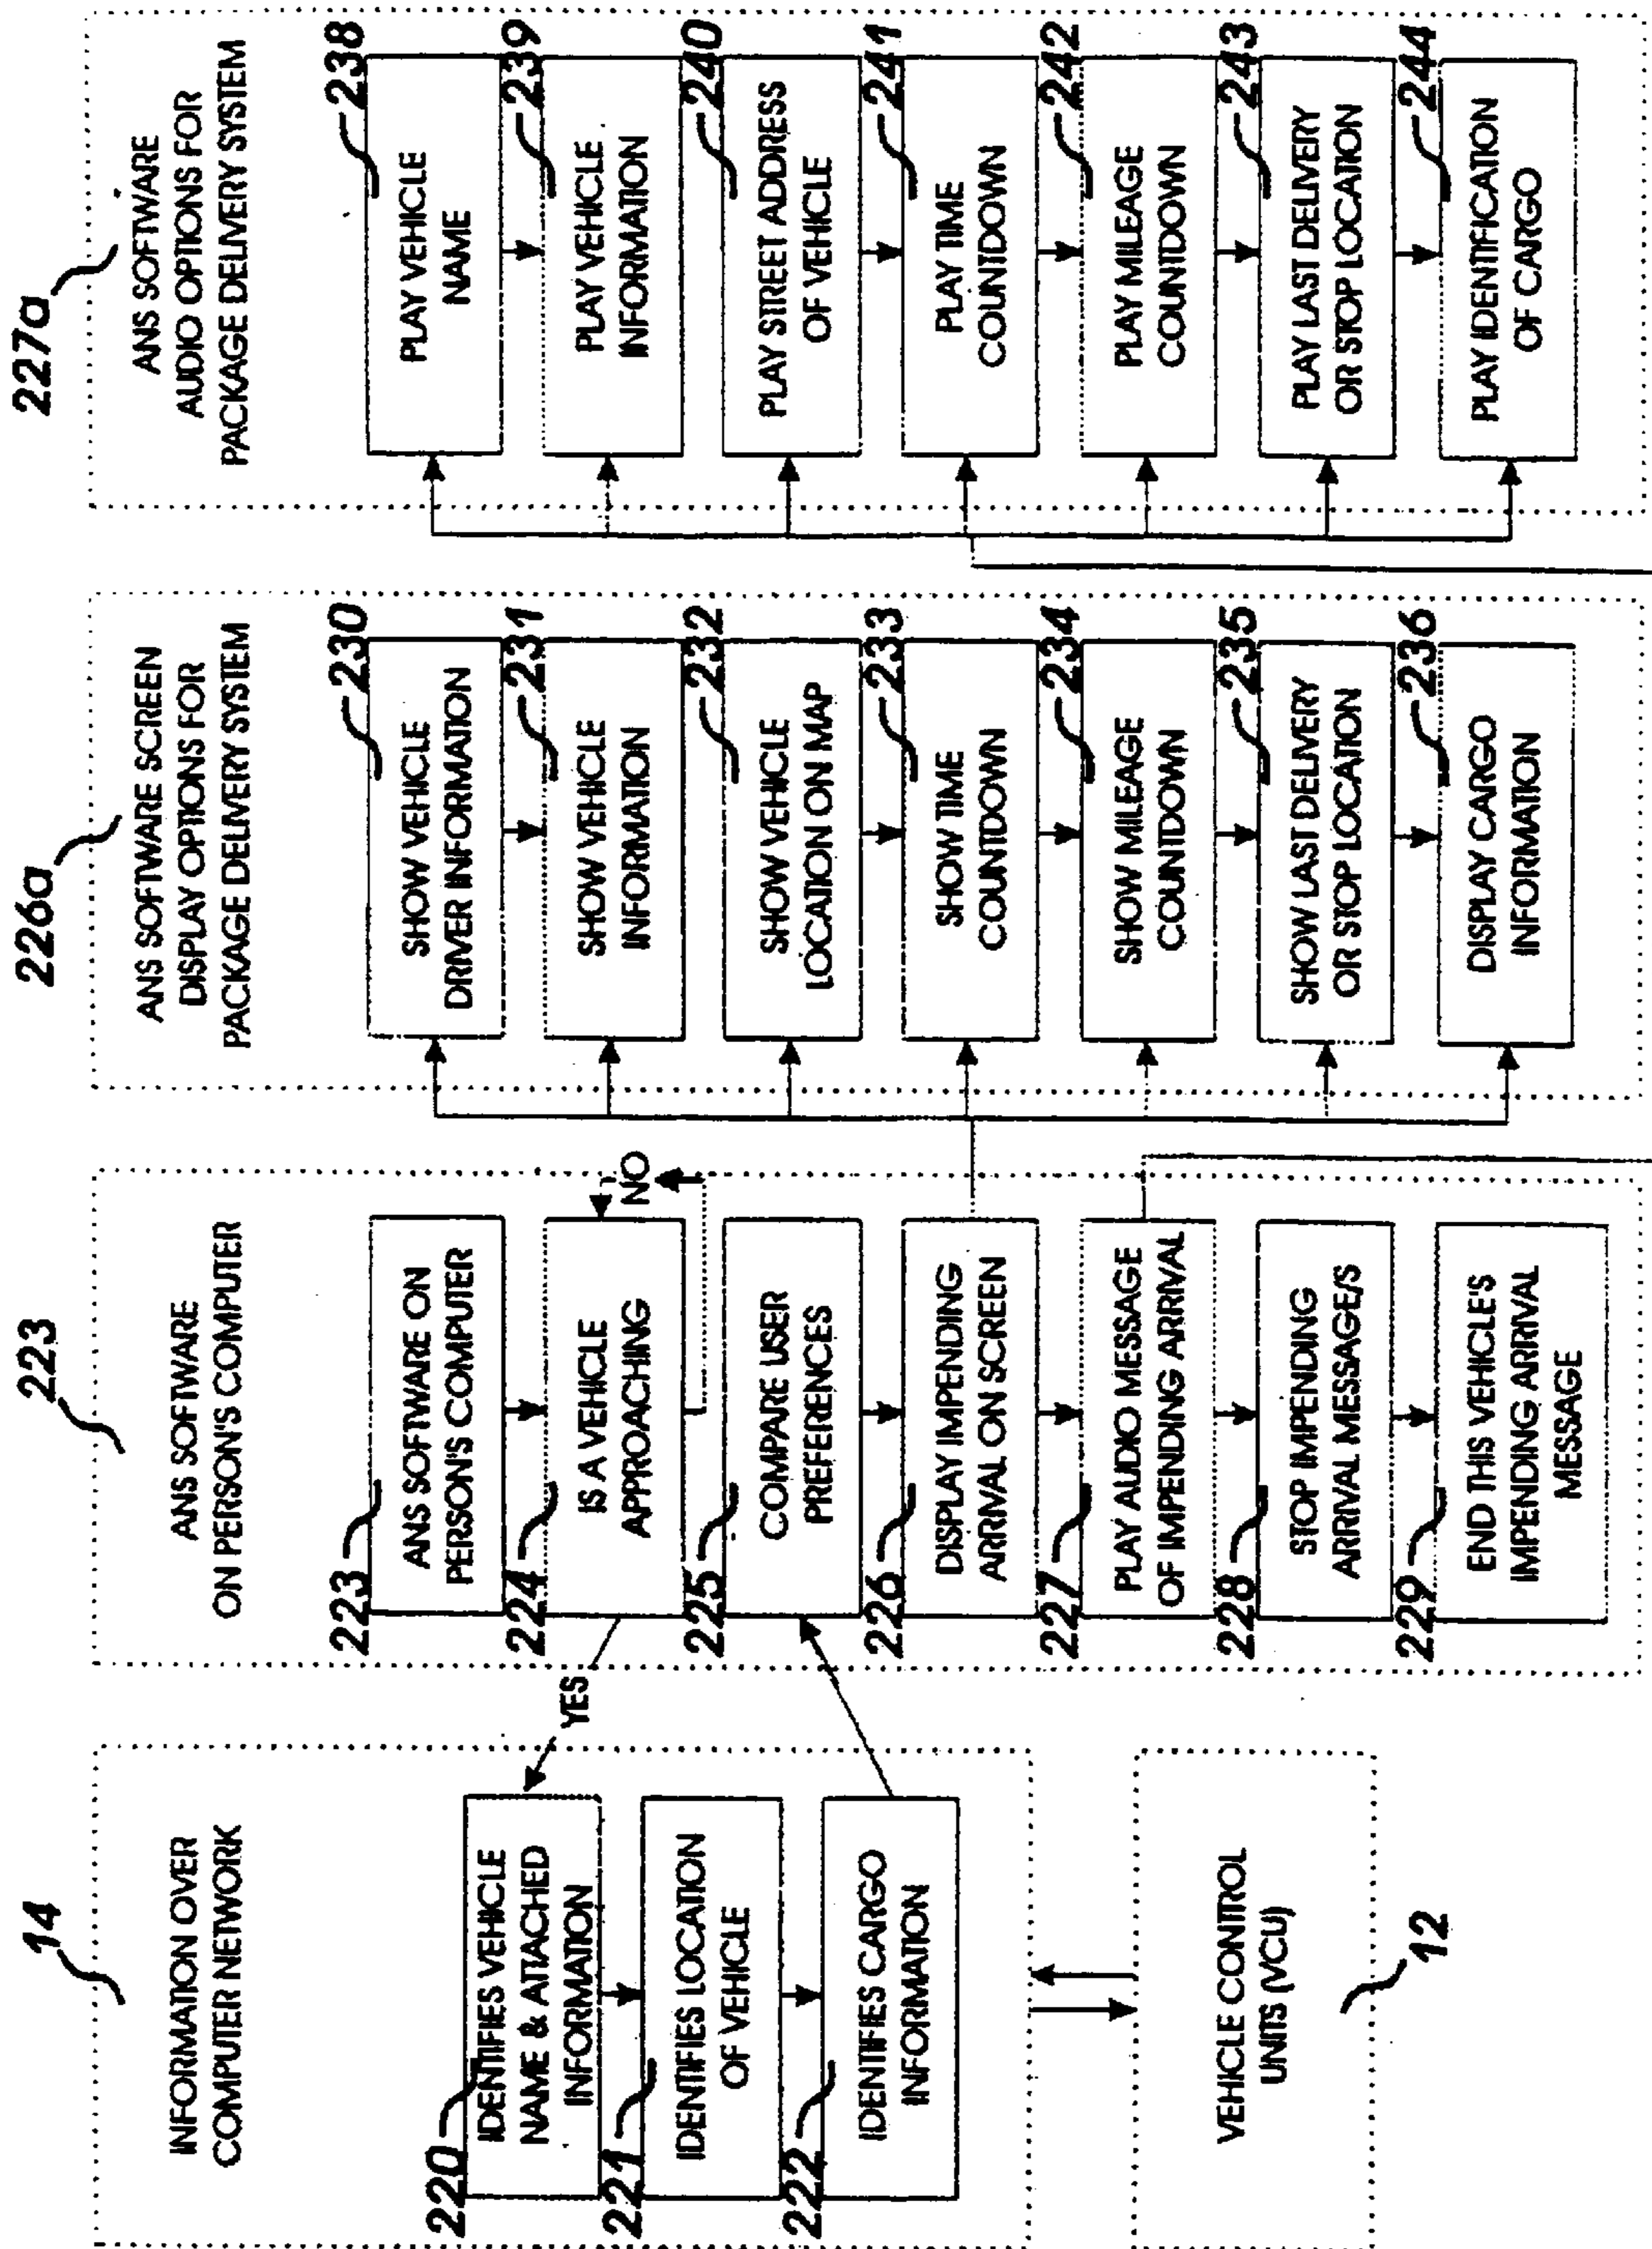 14
INFORMATION OVER
COMPUTER NETWORK
220
IDENTIFIES VEHICLE
NAME & ATTACHED
INFORMATION
221
IDENTIFIES LOCATION
OF VEHICLE
222
IDENTIFIES CARGO
INFORMATION
VEHICLE CONTROL
UNITS (VCU)
12
YES
223
ANS SOFTWARE
ON PERSON'S COMPUTER
223
ANS SOFTWARE ON
PERSON'S COMPUTER
224
IS A VEHICLE
APPROACHING
NO
225
COMPARE USER
PREFERENCES
226
DISPLAY IMPENDING
ARRIVAL ON SCREEN
227
PLAY AUDIO MESSAGE
OF IMPENDING ARRIVAL
228
STOP IMPENDING
ARRIVAL MESSAGE/S
229
END THIS VEHICLE'S
IMPENDING ARRIVAL
MESSAGE
226a
ANS SOFTWARE SCREEN
DISPLAY OPTIONS FOR
PACKAGE DELIVERY SYSTEM
230
SHOW VEHICLE
DRIVER INFORMATION
231
SHOW VEHICLE
INFORMATION
232
SHOW VEHICLE
LOCATION ON MAP
233
SHOW TIME
COUNTDOWN
234
SHOW MILEAGE
COUNTDOWN
235
SHOW LAST DELIVERY
OR STOP LOCATION
236
DISPLAY CARGO
INFORMATION
227a
ANS SOFTWARE
AUDIO OPTIONS FOR
PACKAGE DELIVERY SYSTEM
238
PLAY VEHICLE
NAME
239
PLAY VEHICLE
INFORMATION
240
PLAY STREET ADDRESS
OF VEHICLE
241
PLAY TIME
COUNTDOWN
242
PLAY MILEAGE
COUNTDOWN
243
PLAY LAST DELIVERY
OR STOP LOCATION
244
PLAY IDENTIFICATION
OF CARGO